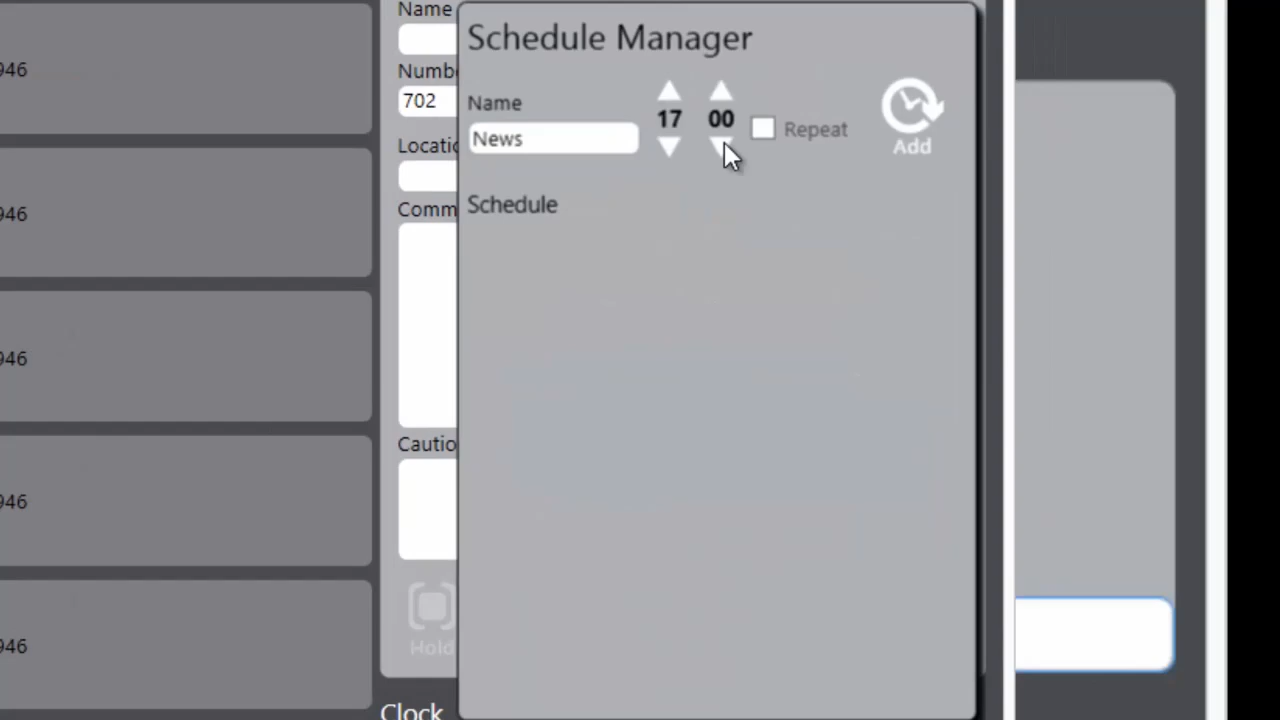 946
946
946
946
946
Name
Numbe
702
Locatio
Comm
Cautio
Hold
Clock
Schedule Manager
Name
News
17
00
Repeat
Add
Schedule